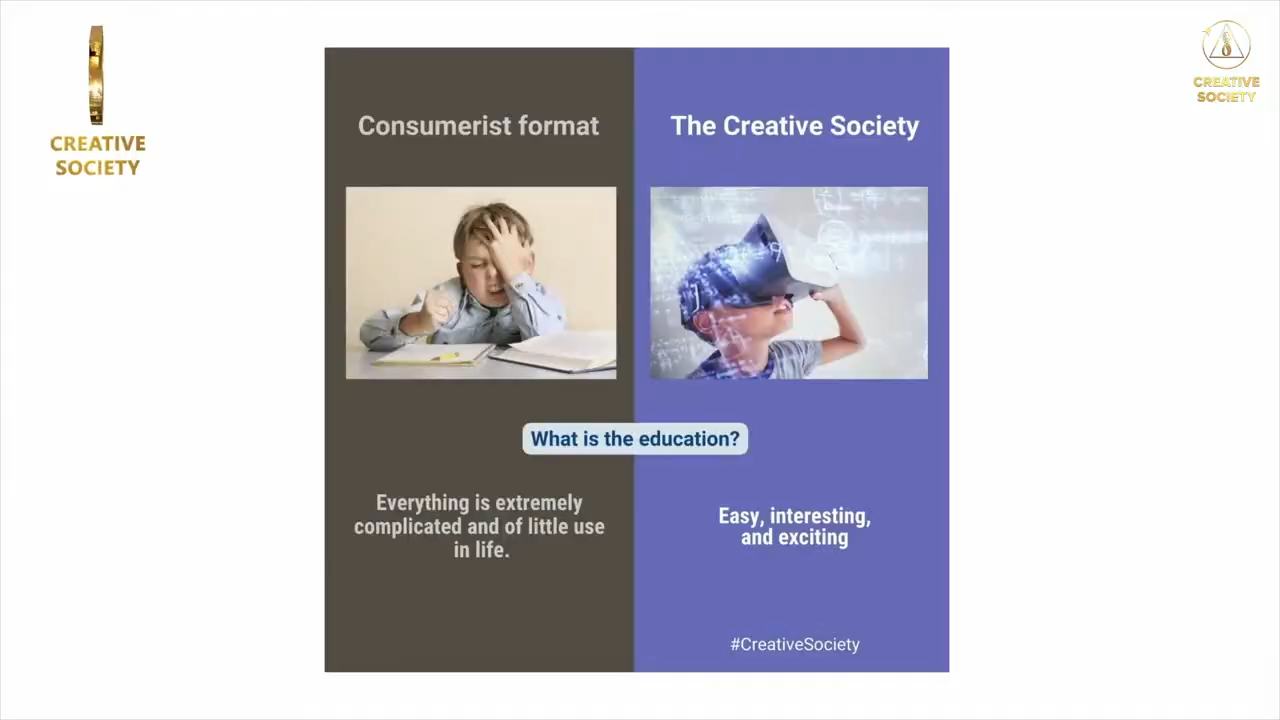 CREATIVE
SOCIETY
CREATIVE
SOCIETY
Consumerist format
The Creative Society
What is the education?
Everything is extremely
complicated and of little use
in life.
Easy, interesting,
and exciting
#CreativeSociety